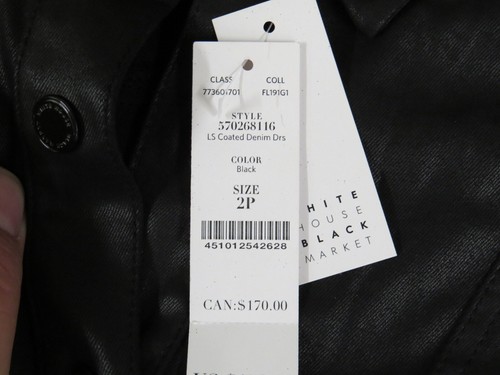 CLASS COLL
773601701 FL191G1
STYLE
570268116
LS Coated Denim Drs
COLOR
Black
SIZE
2P
451012542628
CAN:$170.00
HITE
HOUSE
BLACK
MARKET